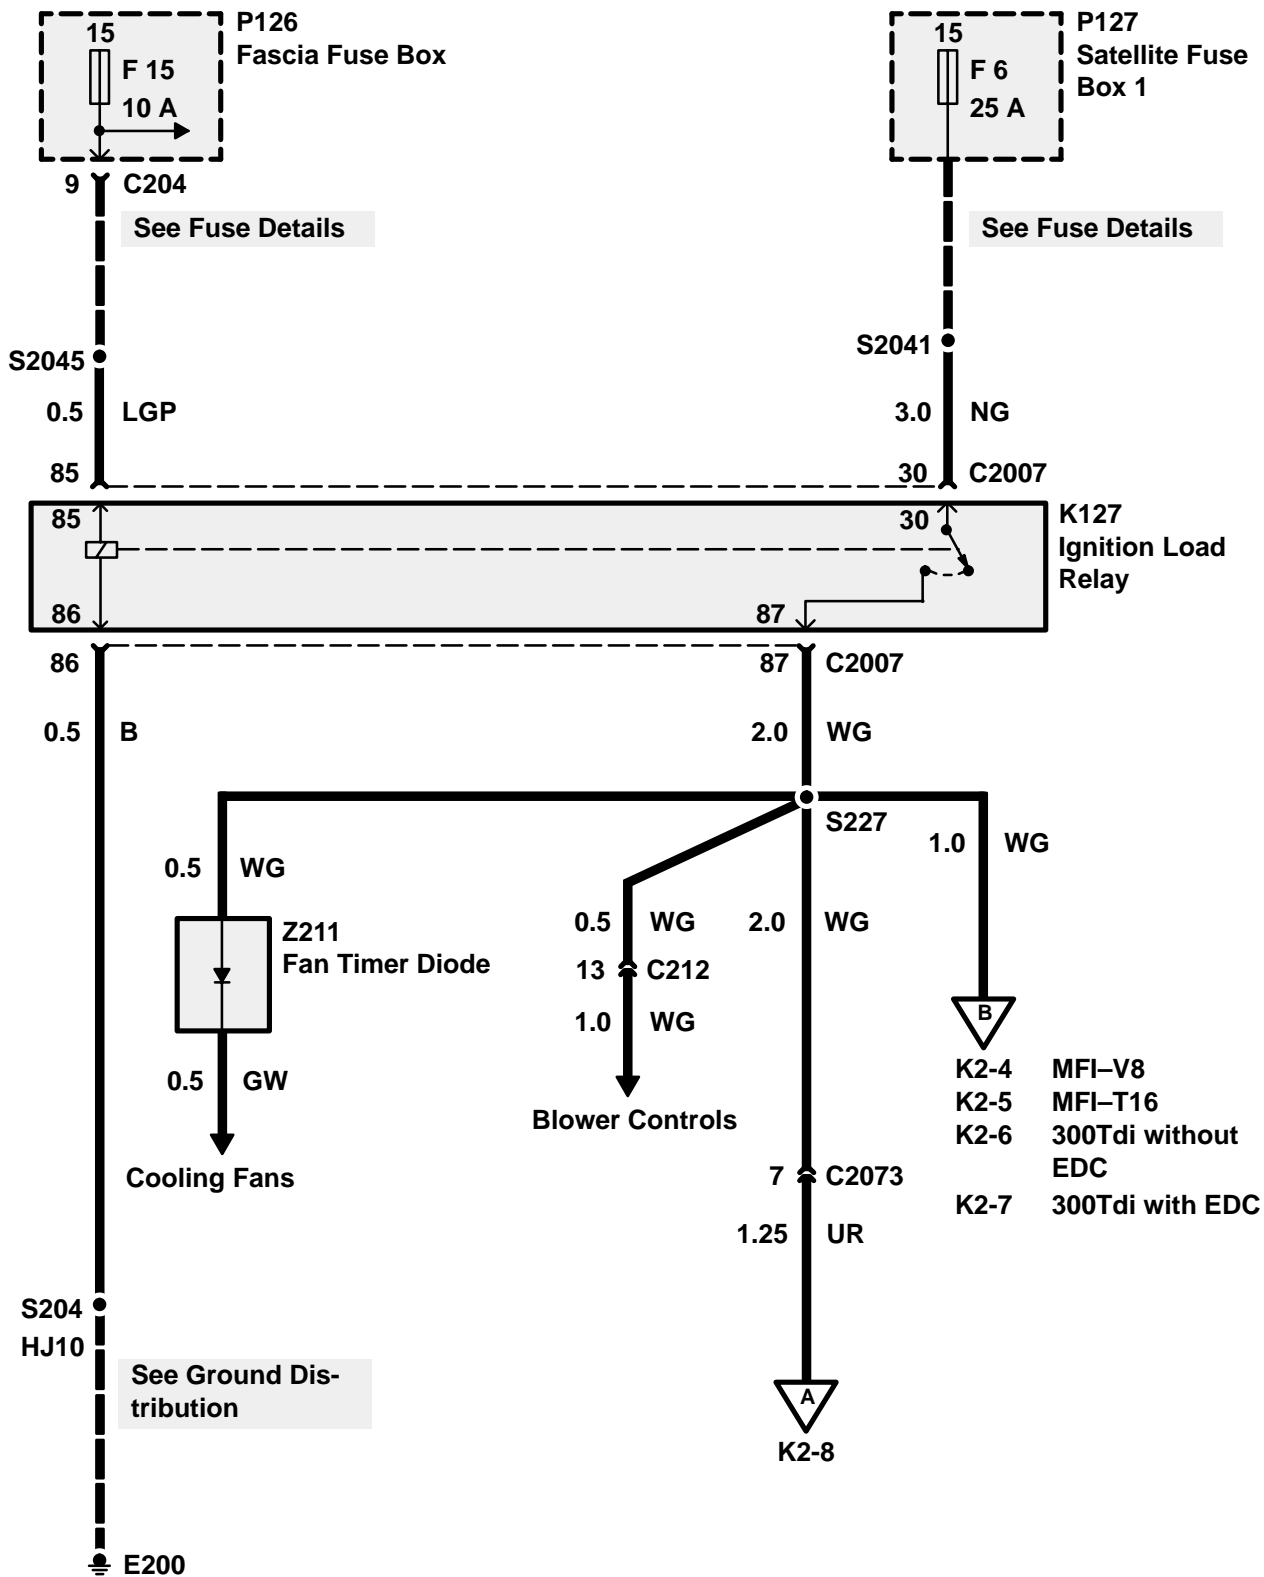 P126
Fascia Fuse Box
15
F 15
10 A
P127
Satellite Fuse
Box 1
15
F 6
25 A
9 C204
See Fuse Details
See Fuse Details
S2045
S2041
0.5 LGP
3.0 NG
85
30 C2007
85
30
K127
Ignition Load
Relay
86
87
86
87 C2007
0.5 B
2.0 WG
S227
1.0 WG
0.5 WG
Z211
Fan Timer Diode
0.5 WG
2.0 WG
13 C212
1.0 WG
B
K2-4 MFI–V8
K2-5 MFI–T16
K2-6 300Tdi without
EDC
K2-7 300Tdi with EDC
0.5 GW
Blower Controls
Cooling Fans
7 C2073
1.25 UR
S204
HJ10
See Ground Dis-
tribution
A
K2-8
E200